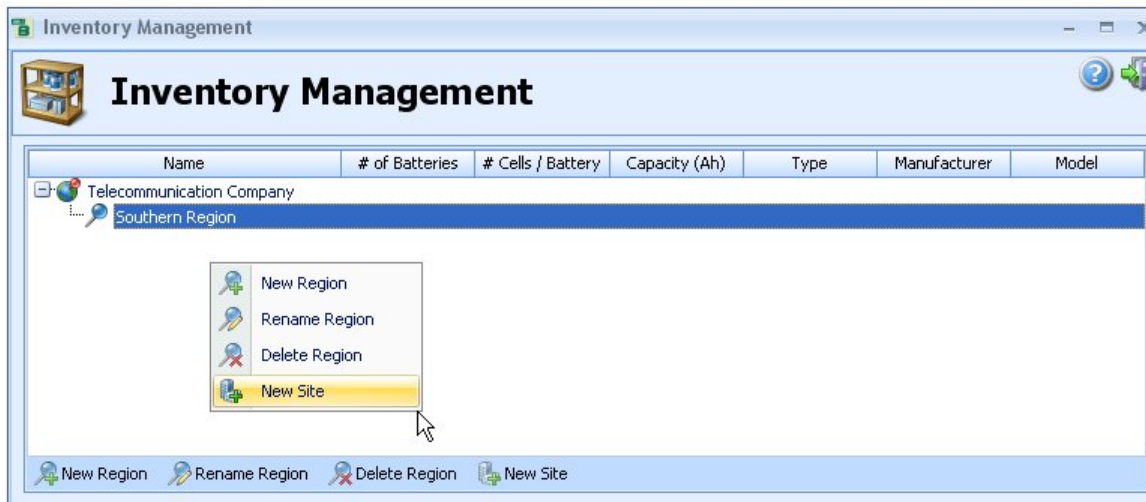 Inventory Management
Inventory Management
Name # of Batteries # Cells / Battery Capacity (Ah) Type Manufacturer Model
Telecommunication Company
Southern Region
New Region
Rename Region
Delete Region
New Site
New Region Rename Region Delete Region New Site